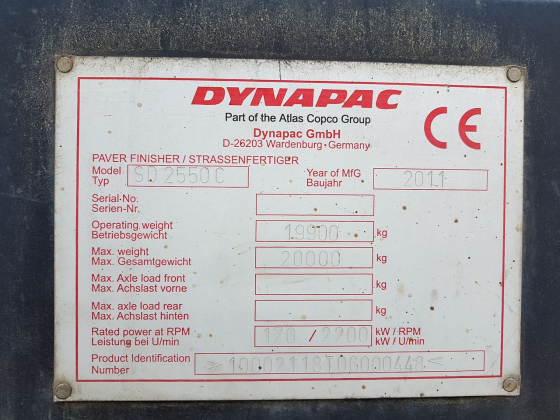 DYNAPAC
Part of the Atlas Copco Group
Dynapac GmbH
D-26203 Wardenburg • Germany
CE
PAVER FINISHER / STRASSENFERTIGER
Model SD 2550 C Year of MfG 2011
Typ Baujahr
Serial-No.
Serien-Nr.
Operating weight 19900 kg
Betriebsgewicht
Max. weight 20000 kg
Max. Gesamtgewicht
Max. Axle load front kg
Max. Achslast vorne
Max. axle load rear kg
Max. Achslast hinten
Rated power at RPM 170 / 2200 kW / RPM
Leistung bei U/min kW / U/min
Product Identification
Number